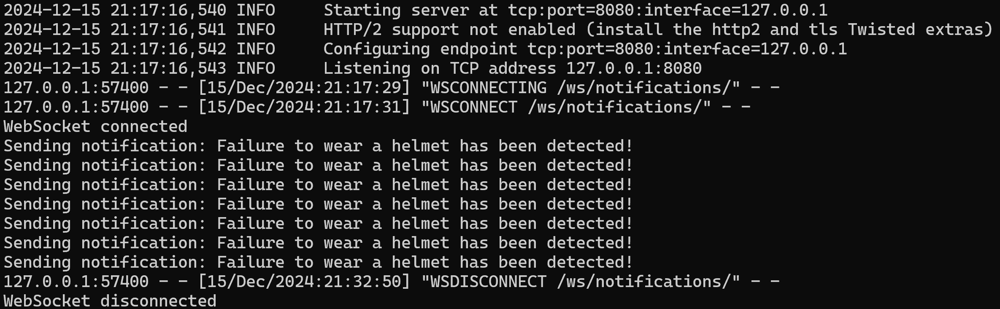 2024-12-15 21:17:16,540 INFO     Starting server at tcp:port=8080:interface=127.0.0.1
2024-12-15 21:17:16,541 INFO     HTTP/2 support not enabled (install the http2 and tls Twisted extras)
2024-12-15 21:17:16,542 INFO     Configuring endpoint tcp:port=8080:interface=127.0.0.1
2024-12-15 21:17:16,543 INFO     Listening on TCP address 127.0.0.1:8080
127.0.0.1:57400 - - [15/Dec/2024:21:17:29] "WSCONNECTING /ws/notifications/" - -
127.0.0.1:57400 - - [15/Dec/2024:21:17:31] "WSCONNECT /ws/notifications/" - -
WebSocket connected
Sending notification: Failure to wear a helmet has been detected!
Sending notification: Failure to wear a helmet has been detected!
Sending notification: Failure to wear a helmet has been detected!
Sending notification: Failure to wear a helmet has been detected!
Sending notification: Failure to wear a helmet has been detected!
Sending notification: Failure to wear a helmet has been detected!
Sending notification: Failure to wear a helmet has been detected!
127.0.0.1:57400 - - [15/Dec/2024:21:32:50] "WSDISCONNECT /ws/notifications/" - -
WebSocket disconnected